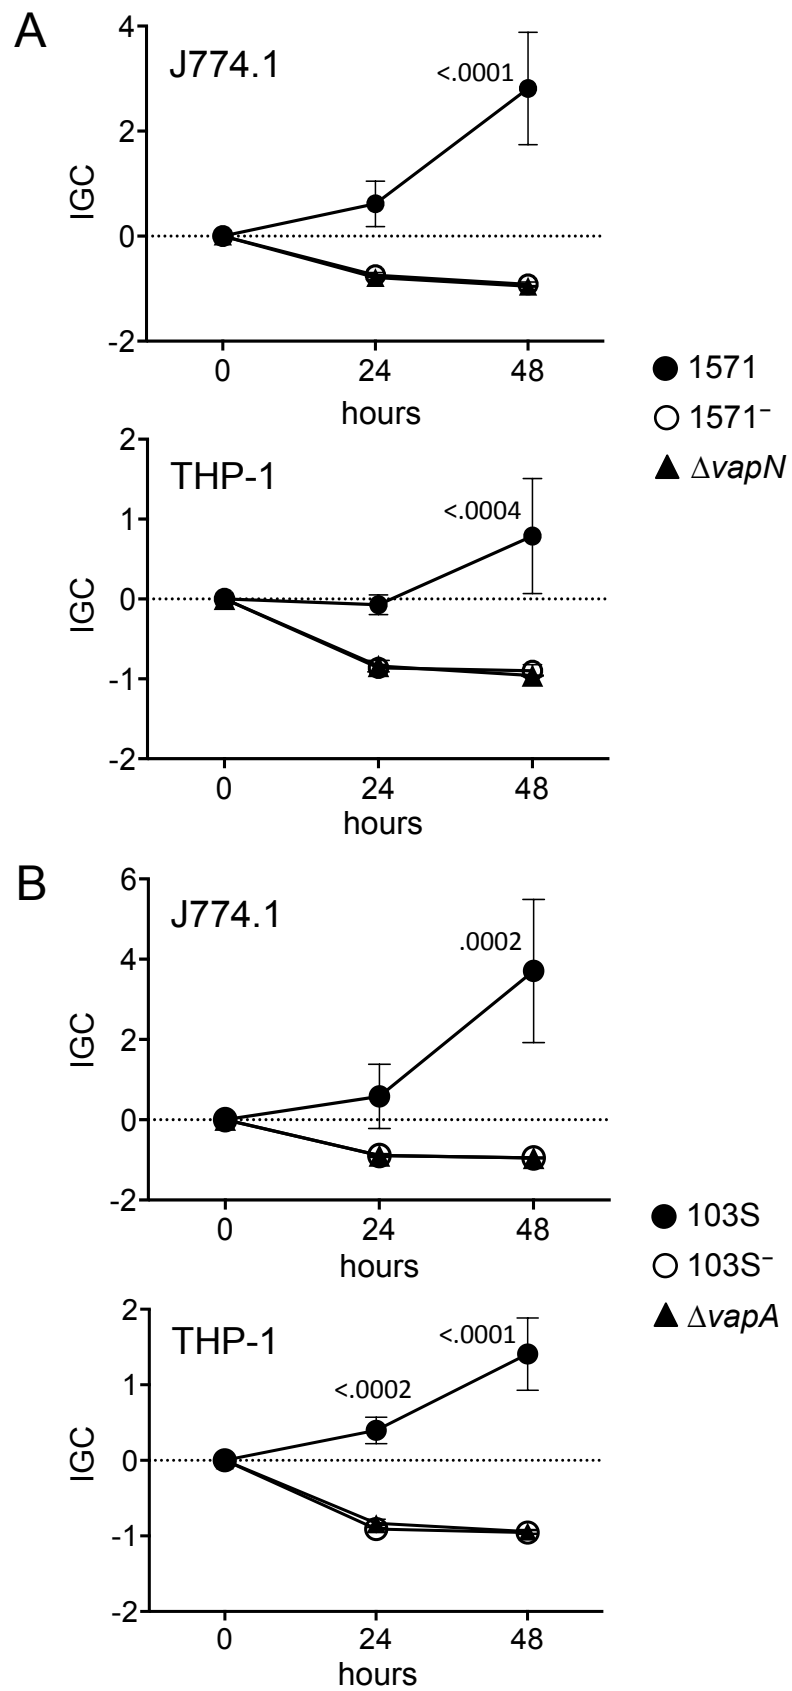 A
J774.1
<.0001
4
2
0
-2
IGC
0 24 48
hours
1571
1571⁻
ΔvapN
THP-1
<.0004
2
1
0
-1
-2
IGC
0 24 48
hours
B
J774.1
.0002
6
4
2
0
-2
IGC
0 24 48
hours
103S
103S⁻
ΔvapA
THP-1
<.0001
<.0002
2
1
0
-1
-2
IGC
0 24 48
hours